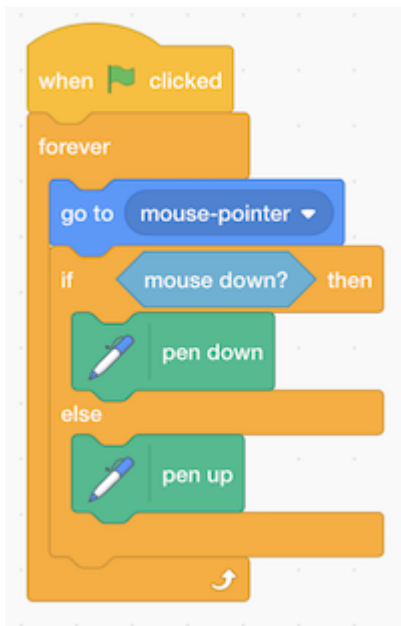 when clicked
forever
go to mouse-pointer
if mouse down? then
pen down
else
pen up